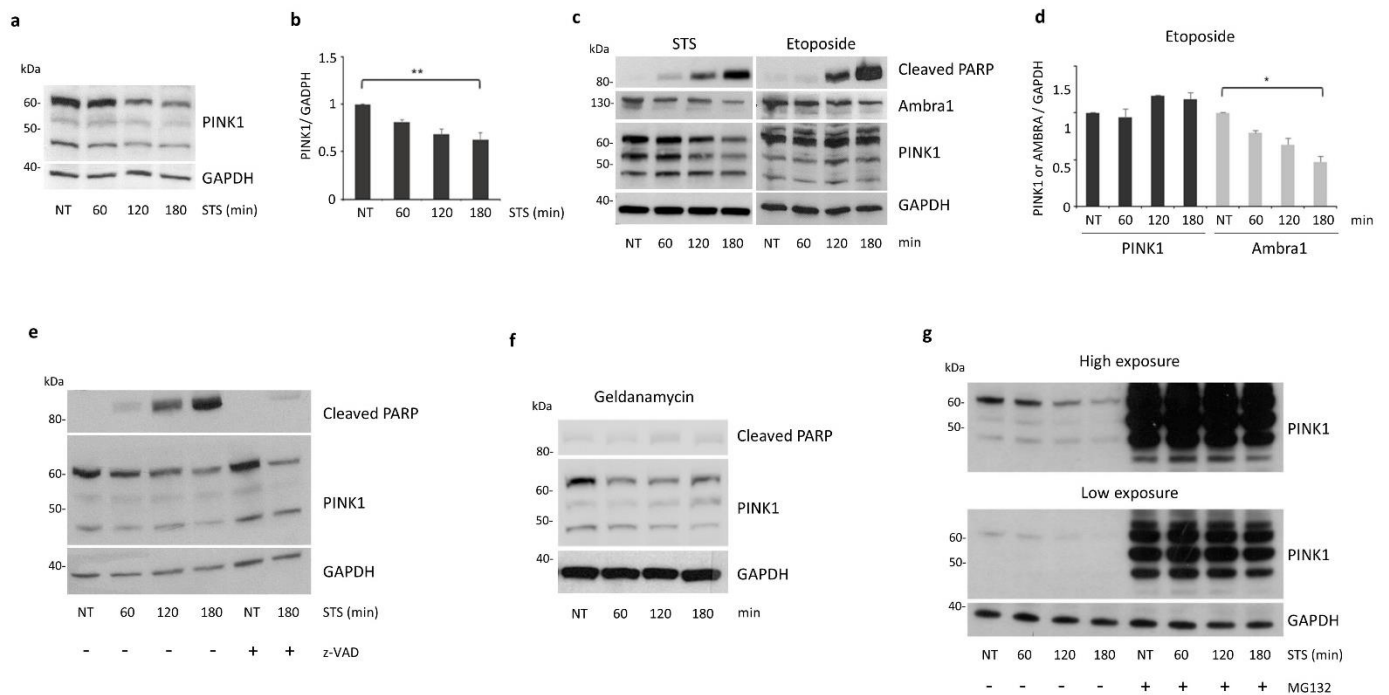 a
kDa
60-
50-
40-
PINK1
GAPDH
NT 60 120 180 STS (min)
b
PINK1/ GADPH
1.5
1
0.5
0
**
NT 60 120 180 STS (min)
c
kDa
STS Etoposide
80-
130-
60-
50-
40-
Cleaved PARP
Ambra1
PINK1
GAPDH
NT 60 120 180 NT 60 120 180 min
d
Etoposide
PINK1 or AMBRA / GAPDH
1.5
1
0.5
0
*
NT 60 120 180 NT 60 120 180 min
PINK1 Ambra1
e
kDa
80-
60-
50-
40-
Cleaved PARP
PINK1
GAPDH
NT 60 120 180 NT 180 STS (min)
- - - - + + z-VAD
f
Geldanamycin
kDa
80-
60-
50-
40-
Cleaved PARP
PINK1
GAPDH
NT 60 120 180 min
g
High exposure
kDa
60-
50-
PINK1
Low exposure
60-
50-
40-
PINK1
GAPDH
NT 60 120 180 NT 60 120 180 STS (min)
- - - - + + + + MG132